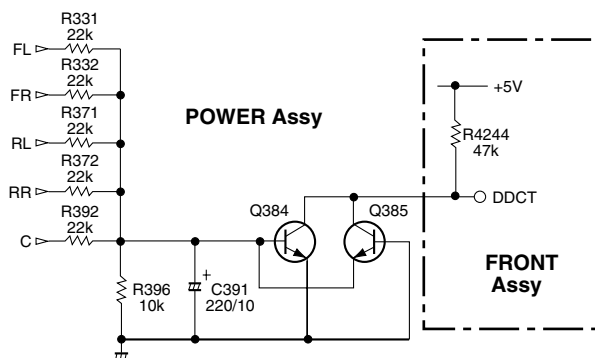 R331
22k
FL
R332
22k
FR
R371
22k
RL
R372
22k
RR
R392
22k
C
POWER Assy
R396
10k
+
C391
220/10
Q384
Q385
+5V
R4244
47k
DDCT
FRONT
Assy